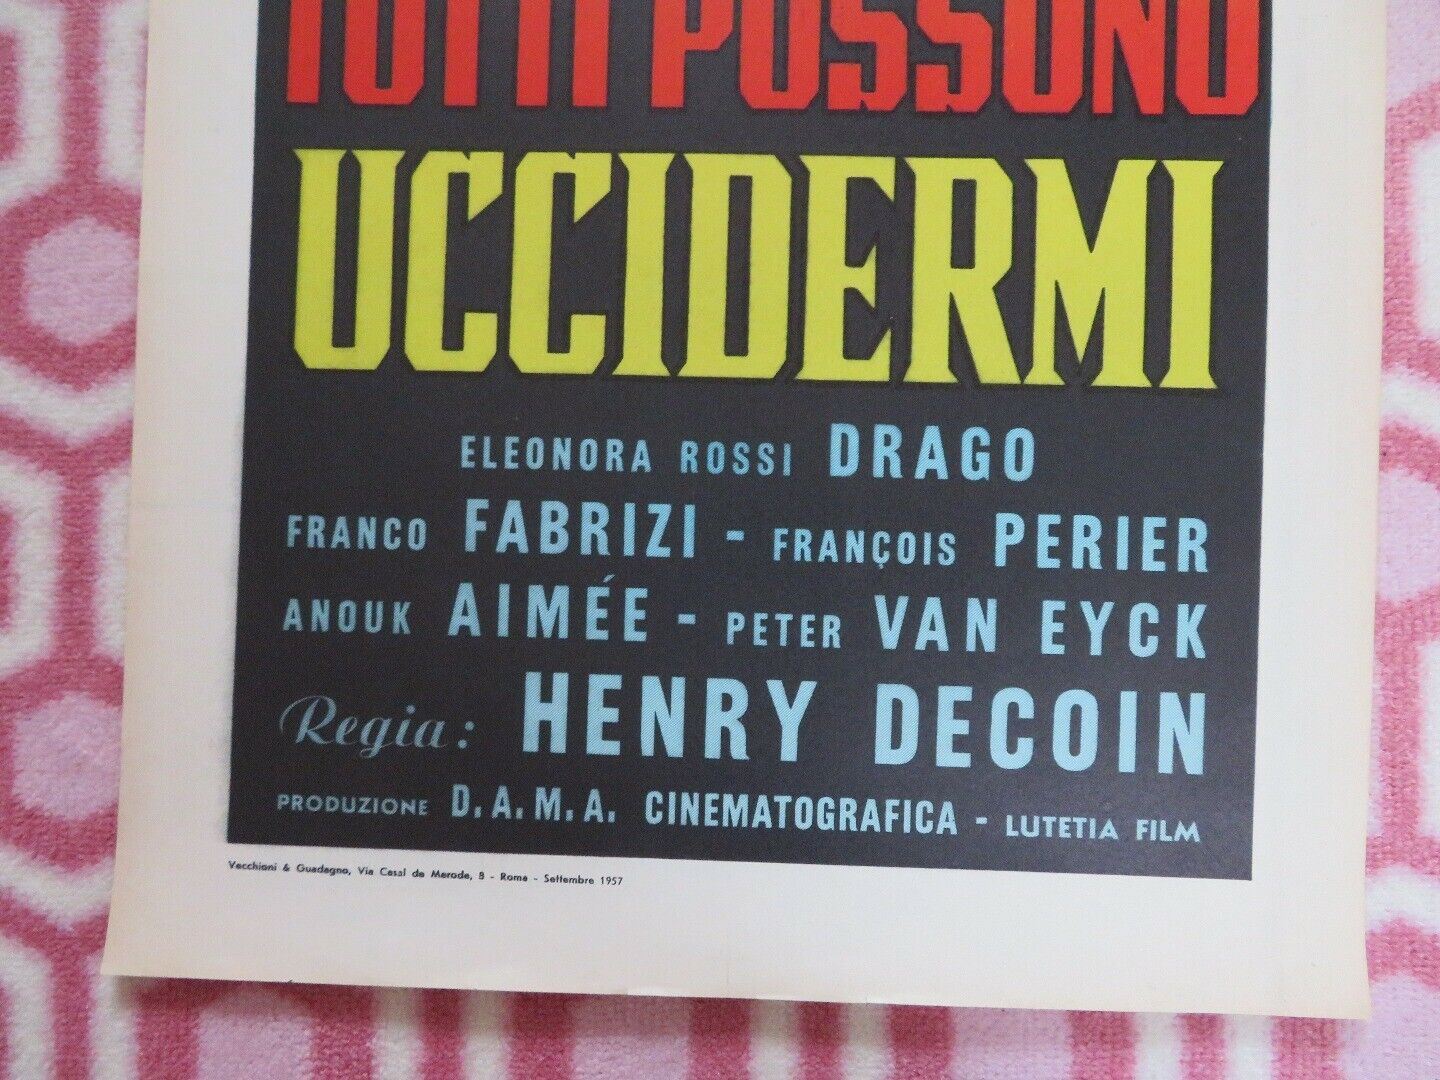 TUTTI POSSONO
UCCIDERMI
ELEONORA ROSSI DRAGO
FRANCO FABRIZI - FRANÇOIS PERIER
ANOUK AIMÉE - PETER VAN EYCK
Regia: HENRY DECOIN
PRODUZIONE D.A.M.A. CINEMATOGRAFICA - LUTETIA FILM
Vecchioni & Guadagno, Via Casal de Merode, 8 - Roma - Settembre 1957